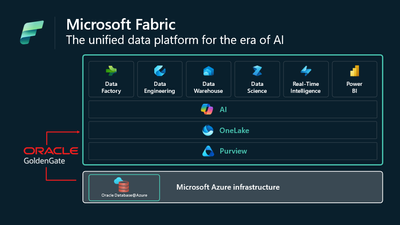 Microsoft Fabric
The unified data platform for the era of AI
Data
Factory
Data
Engineering
Data
Warehouse
Data
Science
Real-Time
Intelligence
Power
BI
AI
OneLake
Purview
ORACLE
GoldenGate
Oracle Database@Azure
Microsoft Azure infrastructure